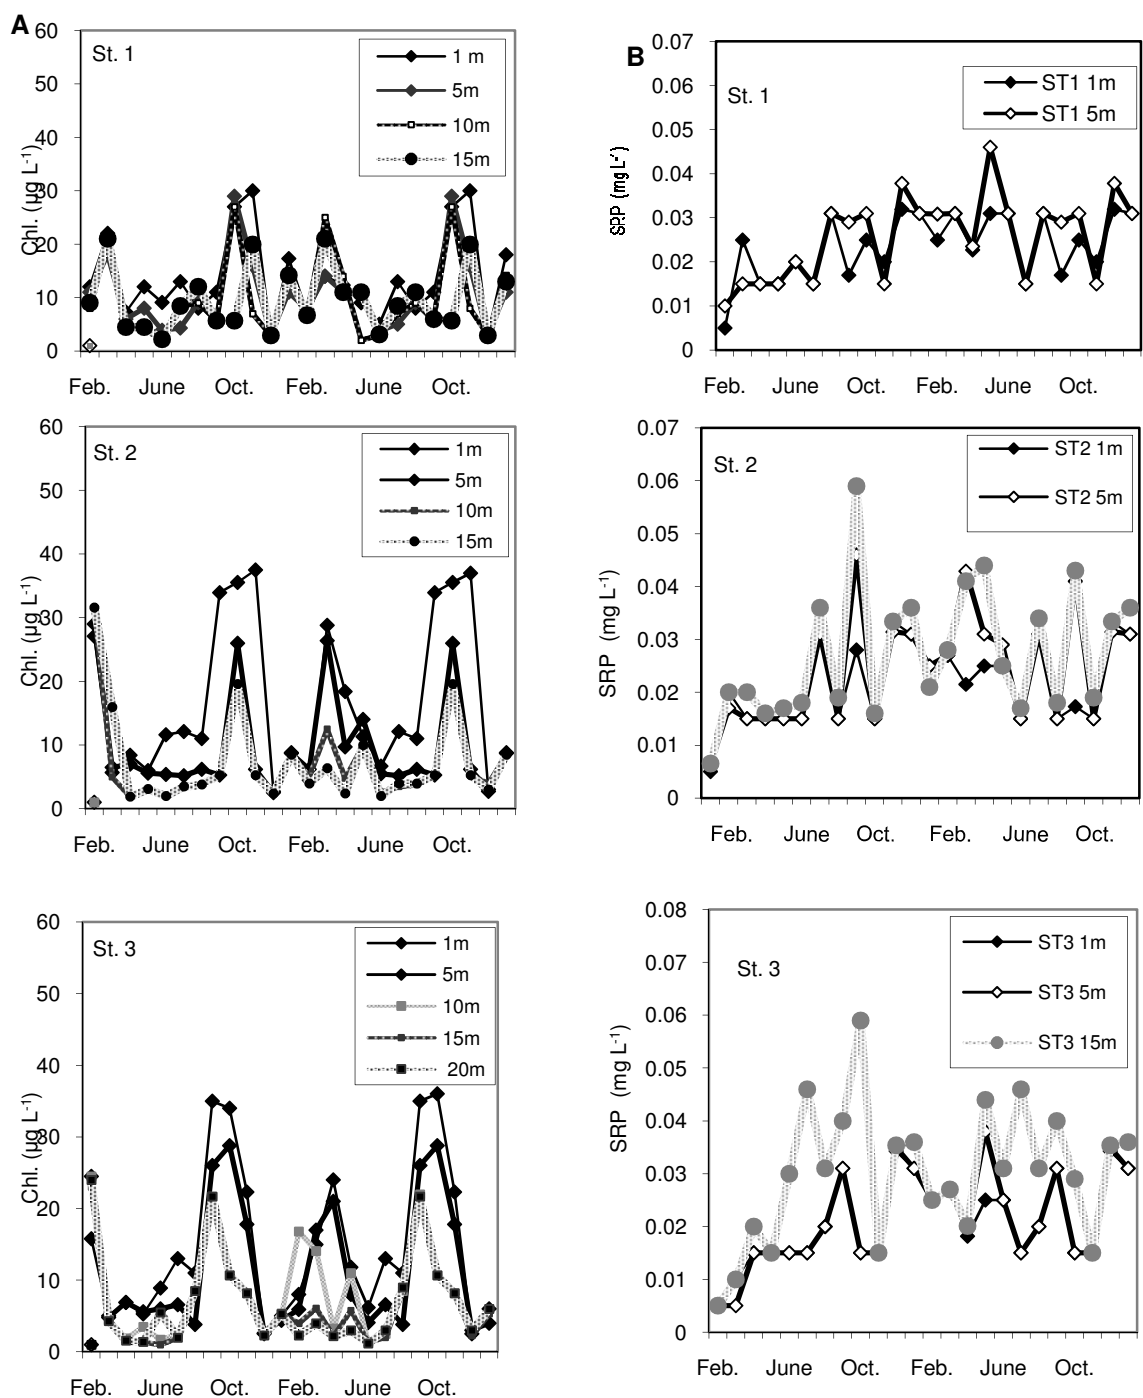 A
60
50
40
30
20
10
0
Chl. (µg L-1)
St. 1
1 m
5m
10m
15m
Feb. June Oct. Feb. June Oct.
B
0.07
0.06
0.05
0.04
0.03
0.02
0.01
0
SRP (mg L-1)
St. 1
ST1 1m
ST1 5m
Feb. June Oct. Feb. June Oct.
60
50
40
30
20
10
0
Chl. (µg L-1)
St. 2
1m
5m
10m
15m
Feb. June Oct. Feb. June Oct.
0.07
0.06
0.05
0.04
0.03
0.02
0.01
0
SRP (mg L-1)
St. 2
ST2 1m
ST2 5m
Feb. June Oct. Feb. June Oct.
60
50
40
30
20
10
0
Chl. (µg L-1)
St. 3
1m
5m
10m
15m
20m
Feb. June Oct. Feb. June Oct.
0.08
0.07
0.06
0.05
0.04
0.03
0.02
0.01
0
SRP (mg L-1)
St. 3
ST3 1m
ST3 5m
ST3 15m
Feb. June Oct. Feb. June Oct.